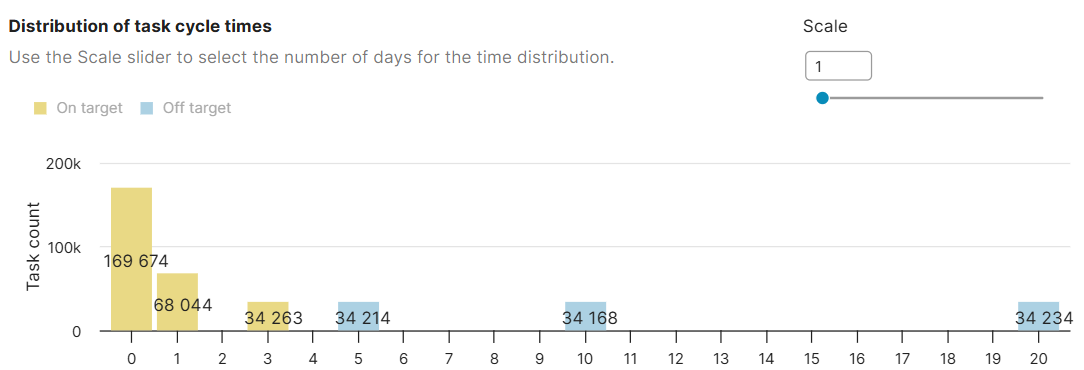 Distribution of task cycle times
Scale
Use the Scale slider to select the number of days for the time distribution.
1
On target Off target
200k
100k
0
Task count
169 674
68 044
34 263
34 214
34 168
34 234
0 1 2 3 4 5 6 7 8 9 10 11 12 13 14 15 16 17 18 19 20